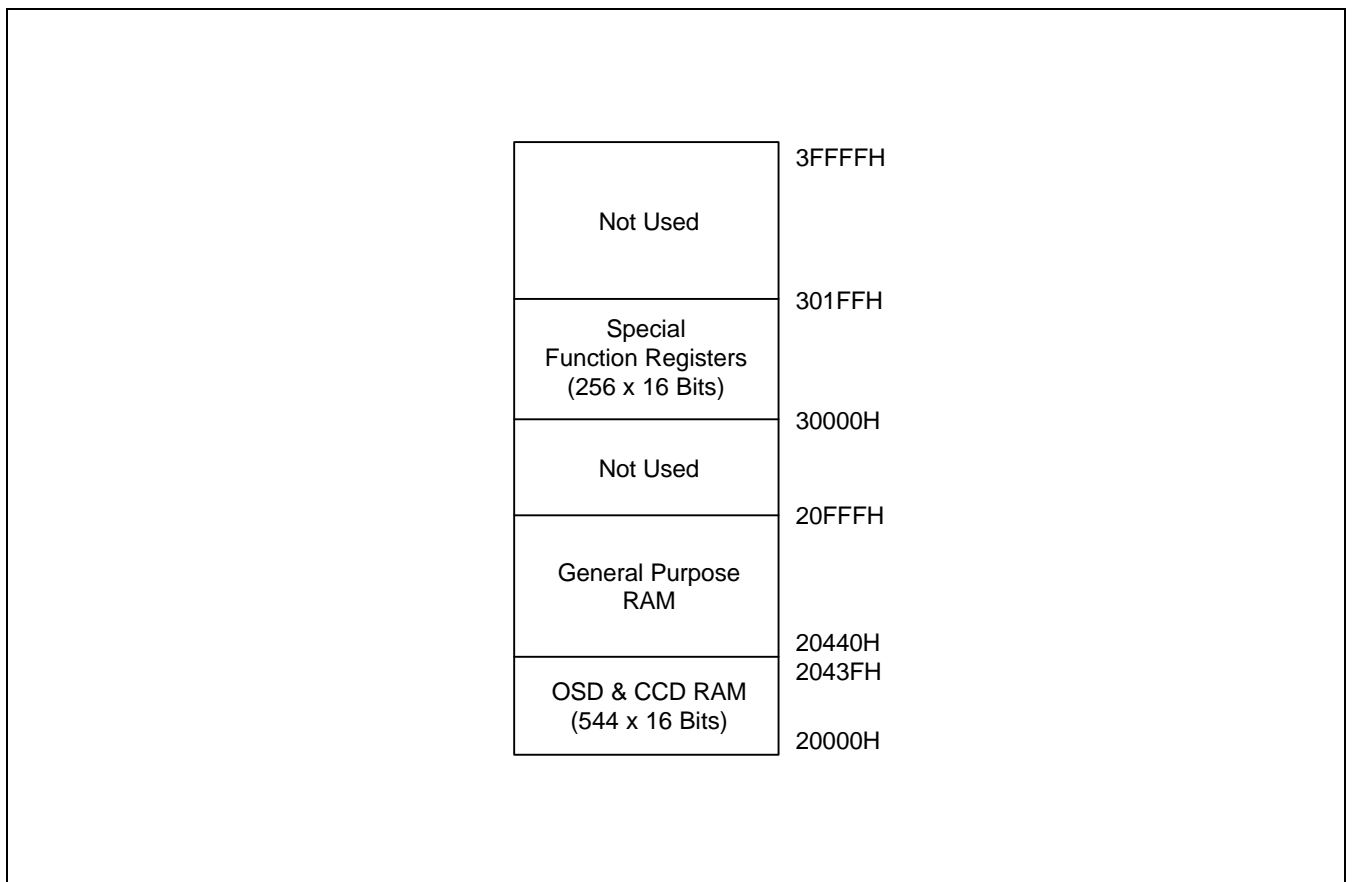 3FFFFH
Not Used
301FFH
Special
Function Registers
(256 x 16 Bits)
30000H
Not Used
20FFFH
General Purpose
RAM
20440H
2043FH
OSD & CCD RAM
(544 x 16 Bits)
20000H